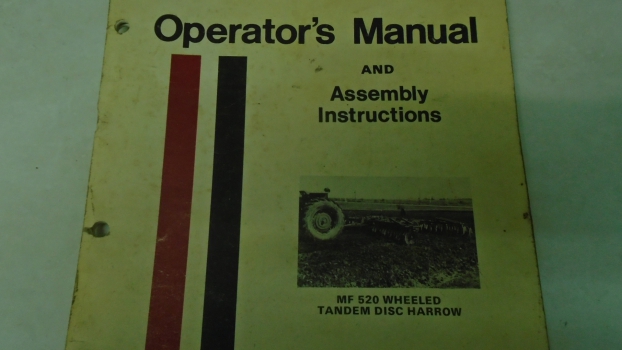 Operator's Manual
AND
Assembly
Instructions
MF 520 WHEELED
TANDEM DISC HARROW